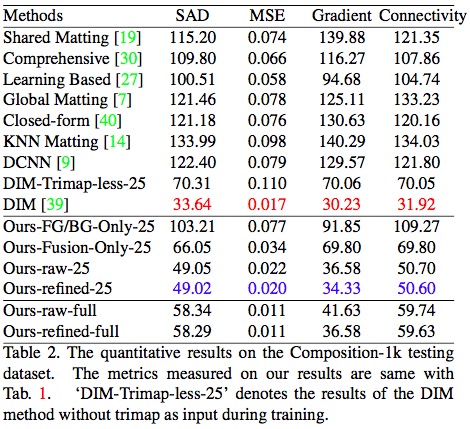 Methods SAD MSE Gradient Connectivity
Shared Matting [19] 115.20 0.074 139.88 121.35
Comprehensive [30] 109.80 0.066 116.27 107.86
Learning Based [27] 100.51 0.058 94.68 104.74
Global Matting [7] 121.46 0.078 125.11 133.23
Closed-form [40] 121.18 0.076 130.63 120.16
KNN Matting [14] 133.99 0.098 140.29 134.03
DCNN [9] 122.40 0.079 129.57 121.80
DIM-Trimap-less-25 70.31 0.110 70.06 70.05
DIM [39] 33.64 0.017 30.23 31.92
Ours-FG/BG-Only-25 103.21 0.077 91.85 109.27
Ours-Fusion-Only-25 66.05 0.034 69.80 69.80
Ours-raw-25 49.05 0.022 36.58 50.70
Ours-refined-25 49.02 0.020 34.33 50.60
Ours-raw-full 58.34 0.011 41.63 59.74
Ours-refined-full 58.29 0.011 36.58 59.63
Table 2. The quantitative results on the Composition-1k testing
dataset. The metrics measured on our results are same with
Tab. 1. ‘DIM-Trimap-less-25’ denotes the results of the DIM
method without trimap as input during training.